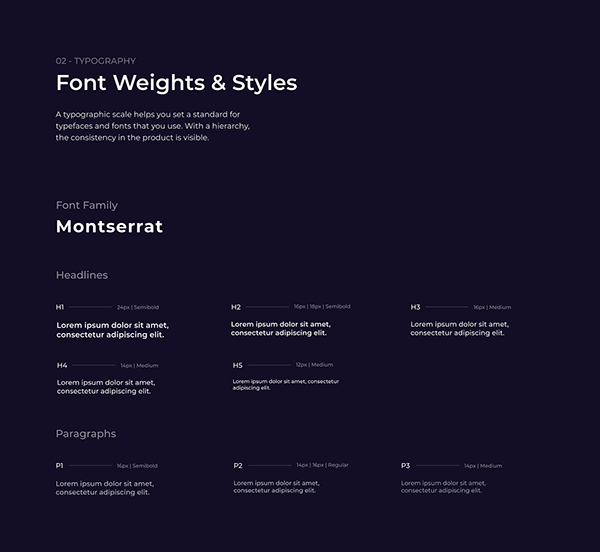 02 - TYPOGRAPHY
Font Weights & Styles
A typographic scale helps you set a standard for
typefaces and fonts that you use. With a hierarchy,
the consistency in the product is visible.
Font Family
Montserrat
Headlines
H1 24px | Semibold
Lorem ipsum dolor sit amet,
consectetur adipiscing elit.
H2 16px | 18px | Semibold
Lorem ipsum dolor sit amet,
consectetur adipiscing elit.
H3 16px | Medium
Lorem ipsum dolor sit amet,
consectetur adipiscing elit.
H4 14px | Medium
Lorem ipsum dolor sit amet,
consectetur adipiscing elit.
H5 12px | Medium
Lorem ipsum dolor sit amet, consectetur
adipiscing elit.
Paragraphs
P1 16px | Semibold
Lorem ipsum dolor sit amet,
consectetur adipiscing elit.
P2 14px | 16px | Regular
Lorem ipsum dolor sit amet,
consectetur adipiscing elit.
P3 14px | Medium
Lorem ipsum dolor sit amet,
consectetur adipiscing elit.